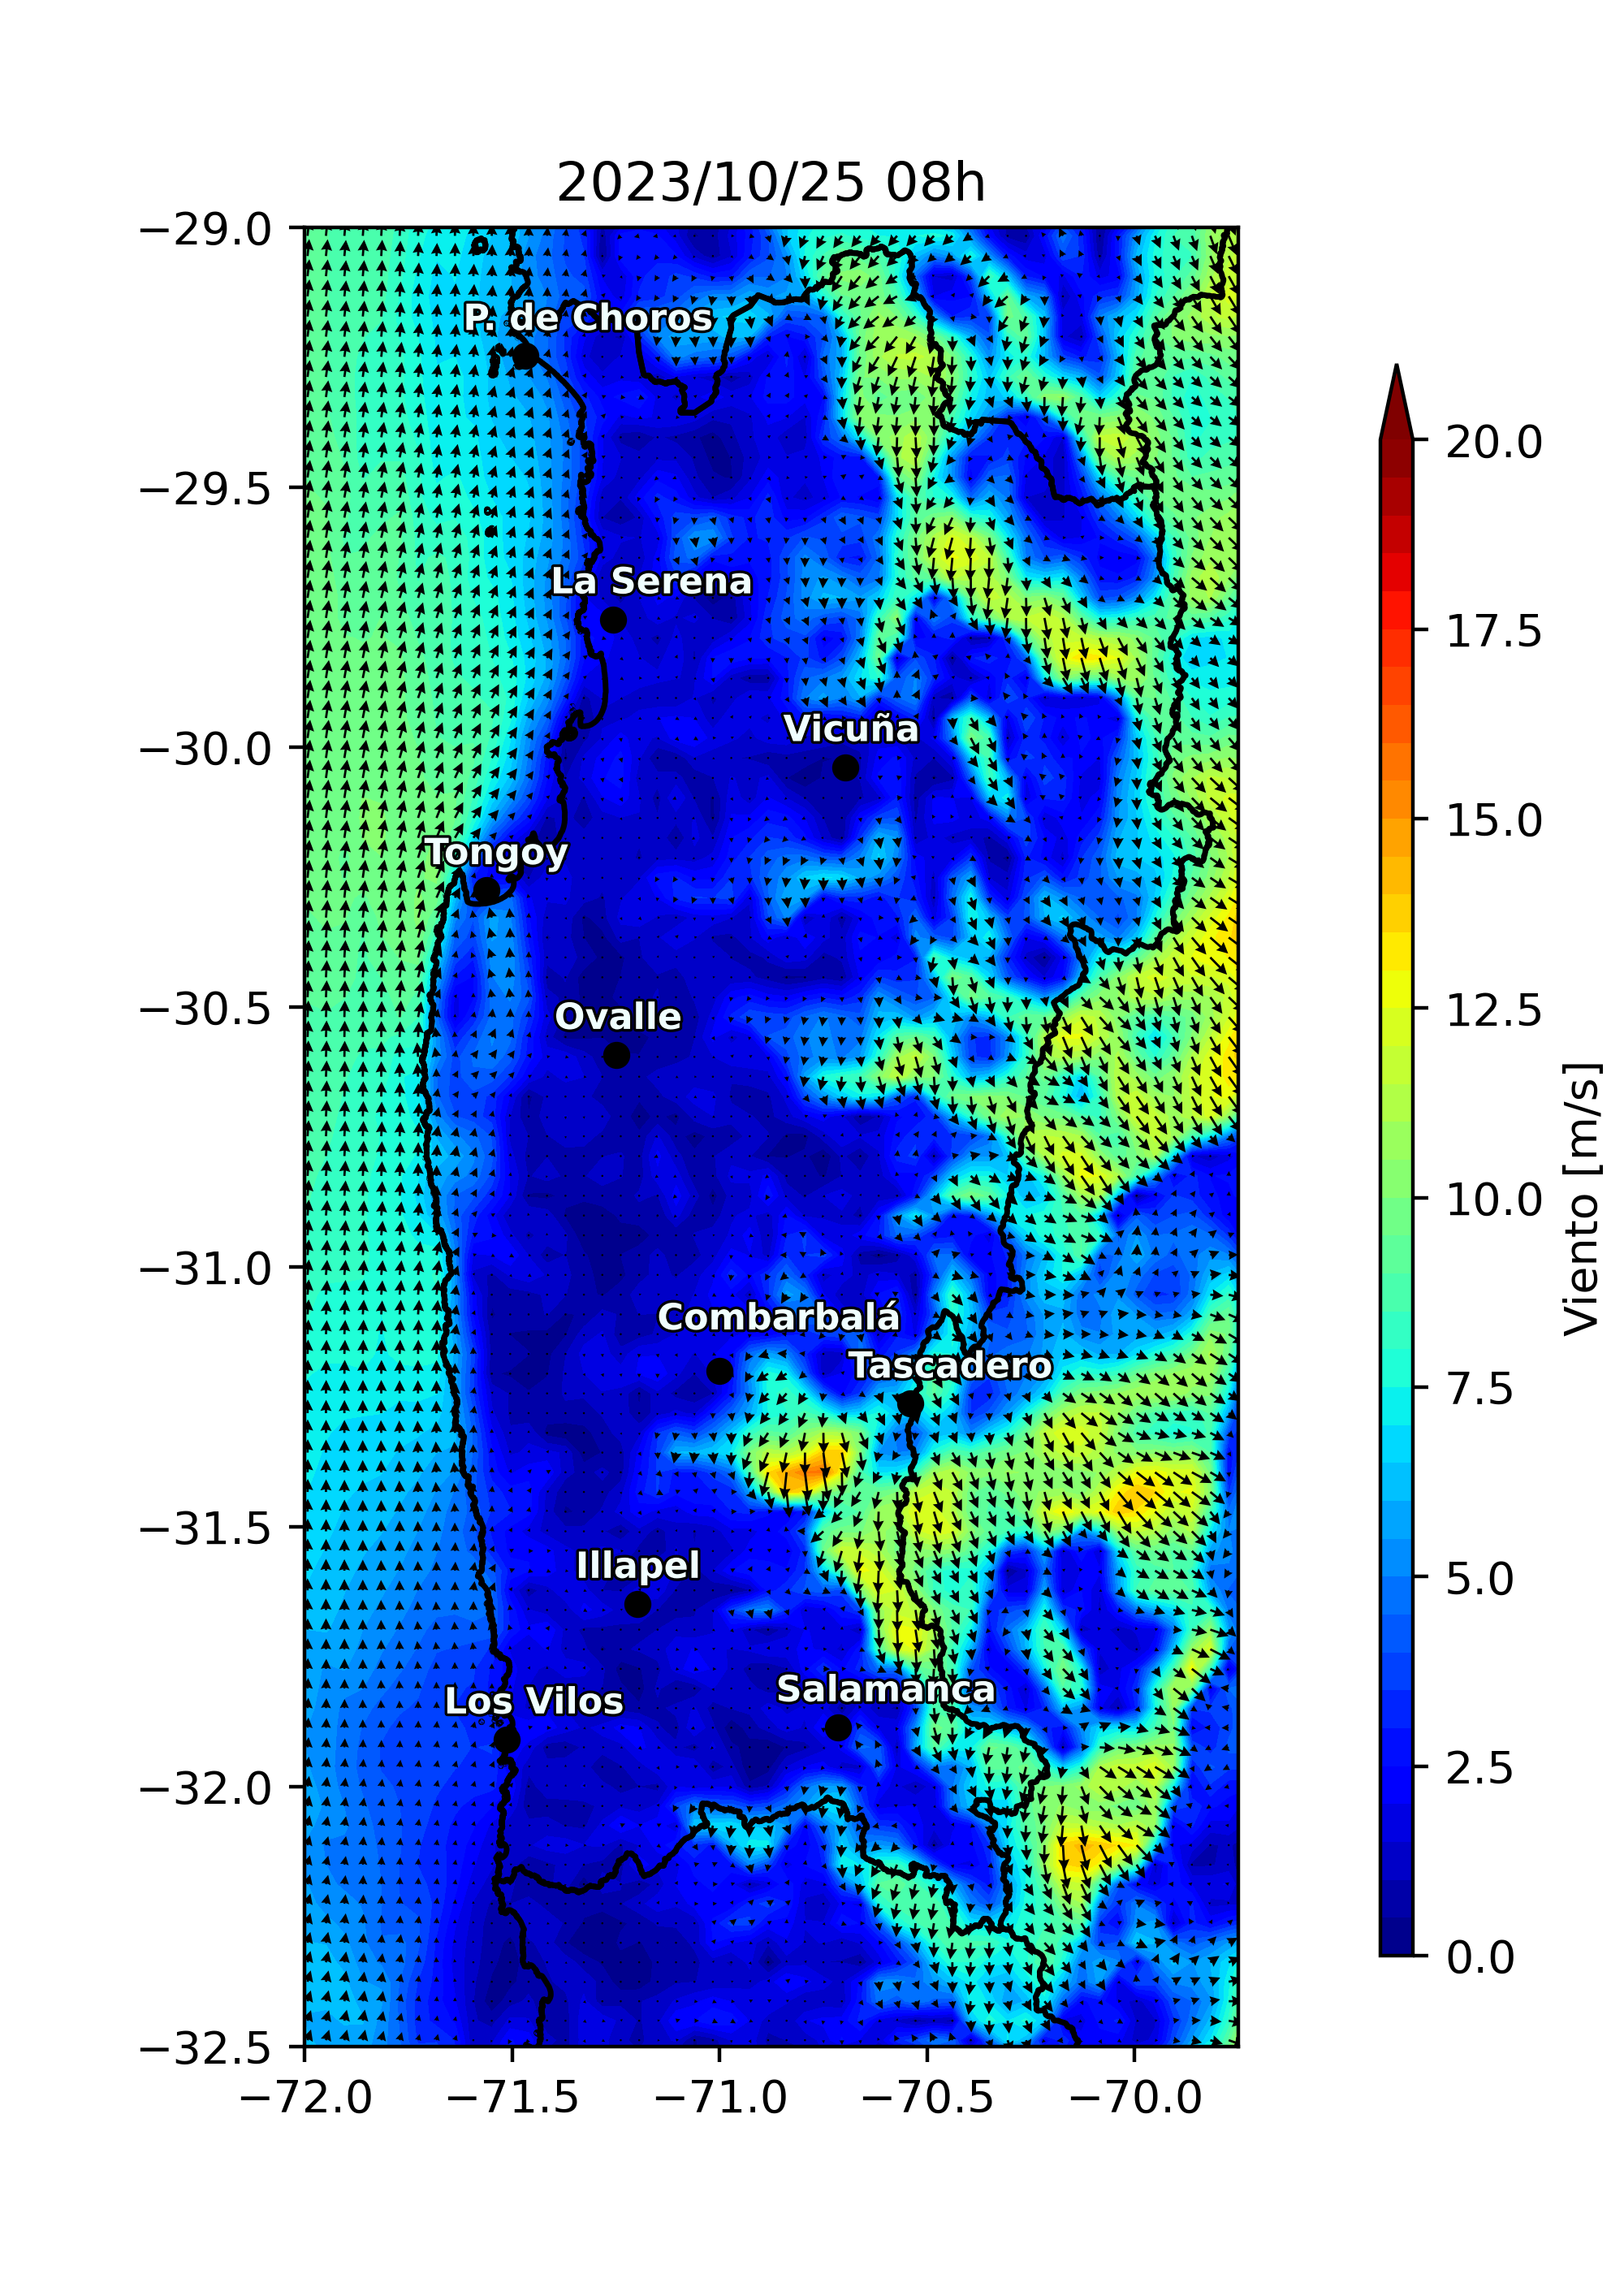 2023/10/25 08h
−29.0
−29.5
−30.0
−30.5
−31.0
−31.5
−32.0
−32.5
−72.0
−71.5
−71.0
−70.5
−70.0
P. de Choros
La Serena
Vicuña
Tongoy
Ovalle
Combarbalá
Tascadero
Illapel
Salamanca
Los Vilos
20.0
17.5
15.0
12.5
10.0
7.5
5.0
2.5
0.0
Viento [m/s]